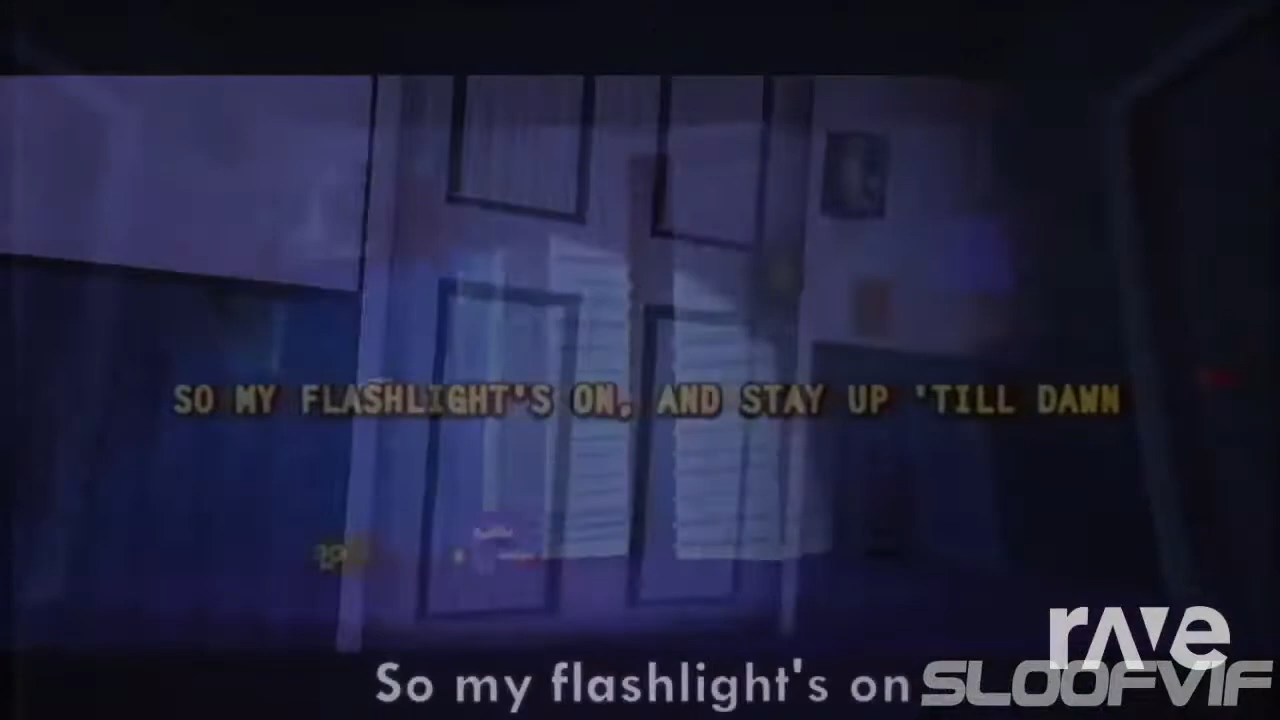 SO MY FLASHLIGHT'S ON, AND STAY UP 'TILL DAWN
rave
So my flashlight's on
SLOOFVIF